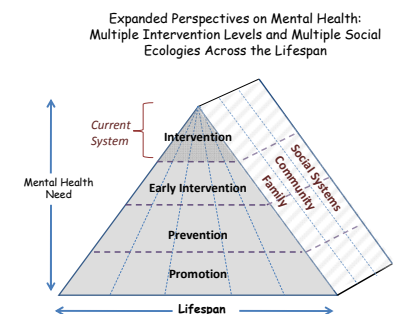 Expanded Perspectives on Mental Health:
Multiple Intervention Levels and Multiple Social
Ecologies Across the Lifespan
Current
System
Intervention
Mental Health
Need
Early Intervention
Prevention
Promotion
Family
Community
Social Systems
Lifespan